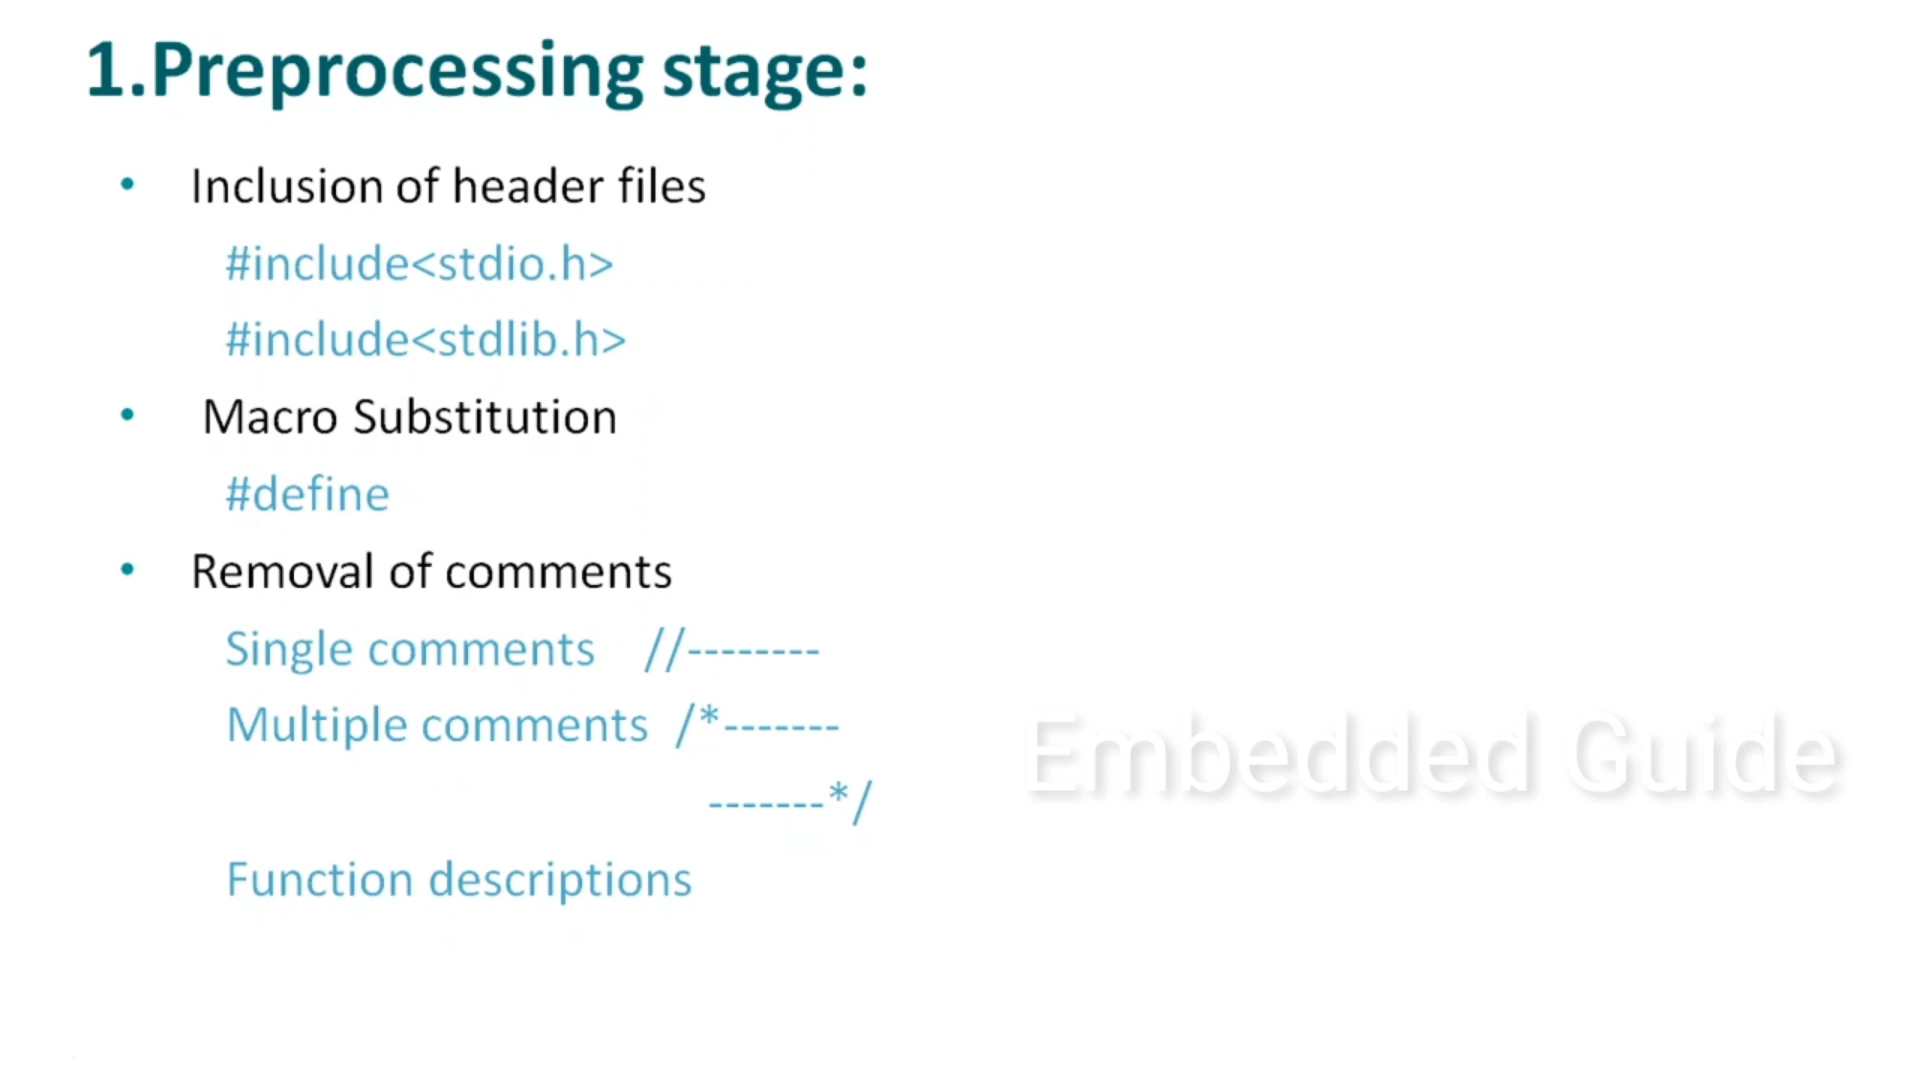 1.Preprocessing stage:
• Inclusion of header files
#include<stdio.h>
#include<stdlib.h>
• Macro Substitution
#define
• Removal of comments
Single comments //--------
Multiple comments /*-------
-------*/
Function descriptions
Embedded Guide